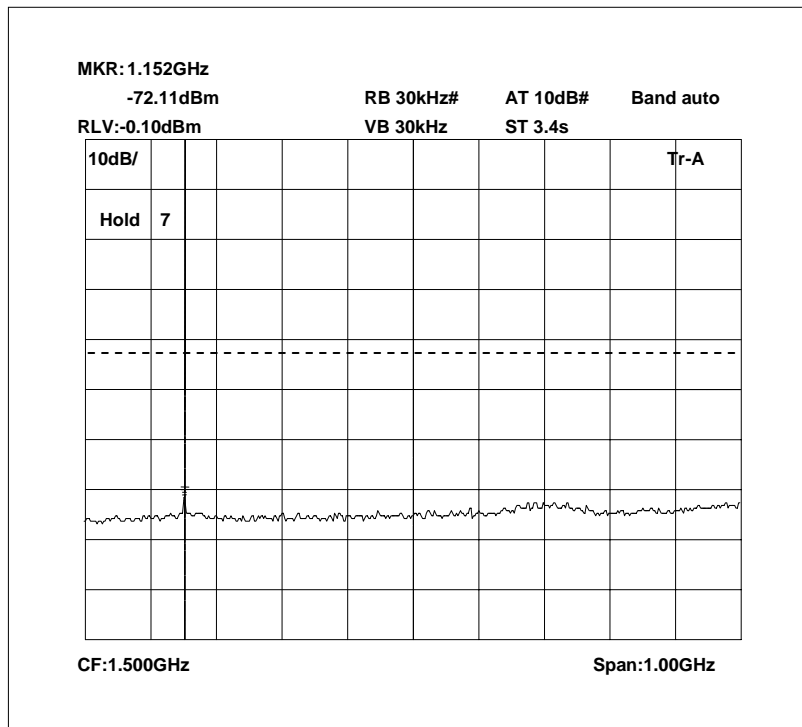 MKR: 1.152GHz
-72.11dBm RB 30kHz# AT 10dB# Band auto
RLV:-0.10dBm VB 30kHz ST 3.4s
10dB/ Tr-A
Hold 7
CF:1.500GHz Span:1.00GHz